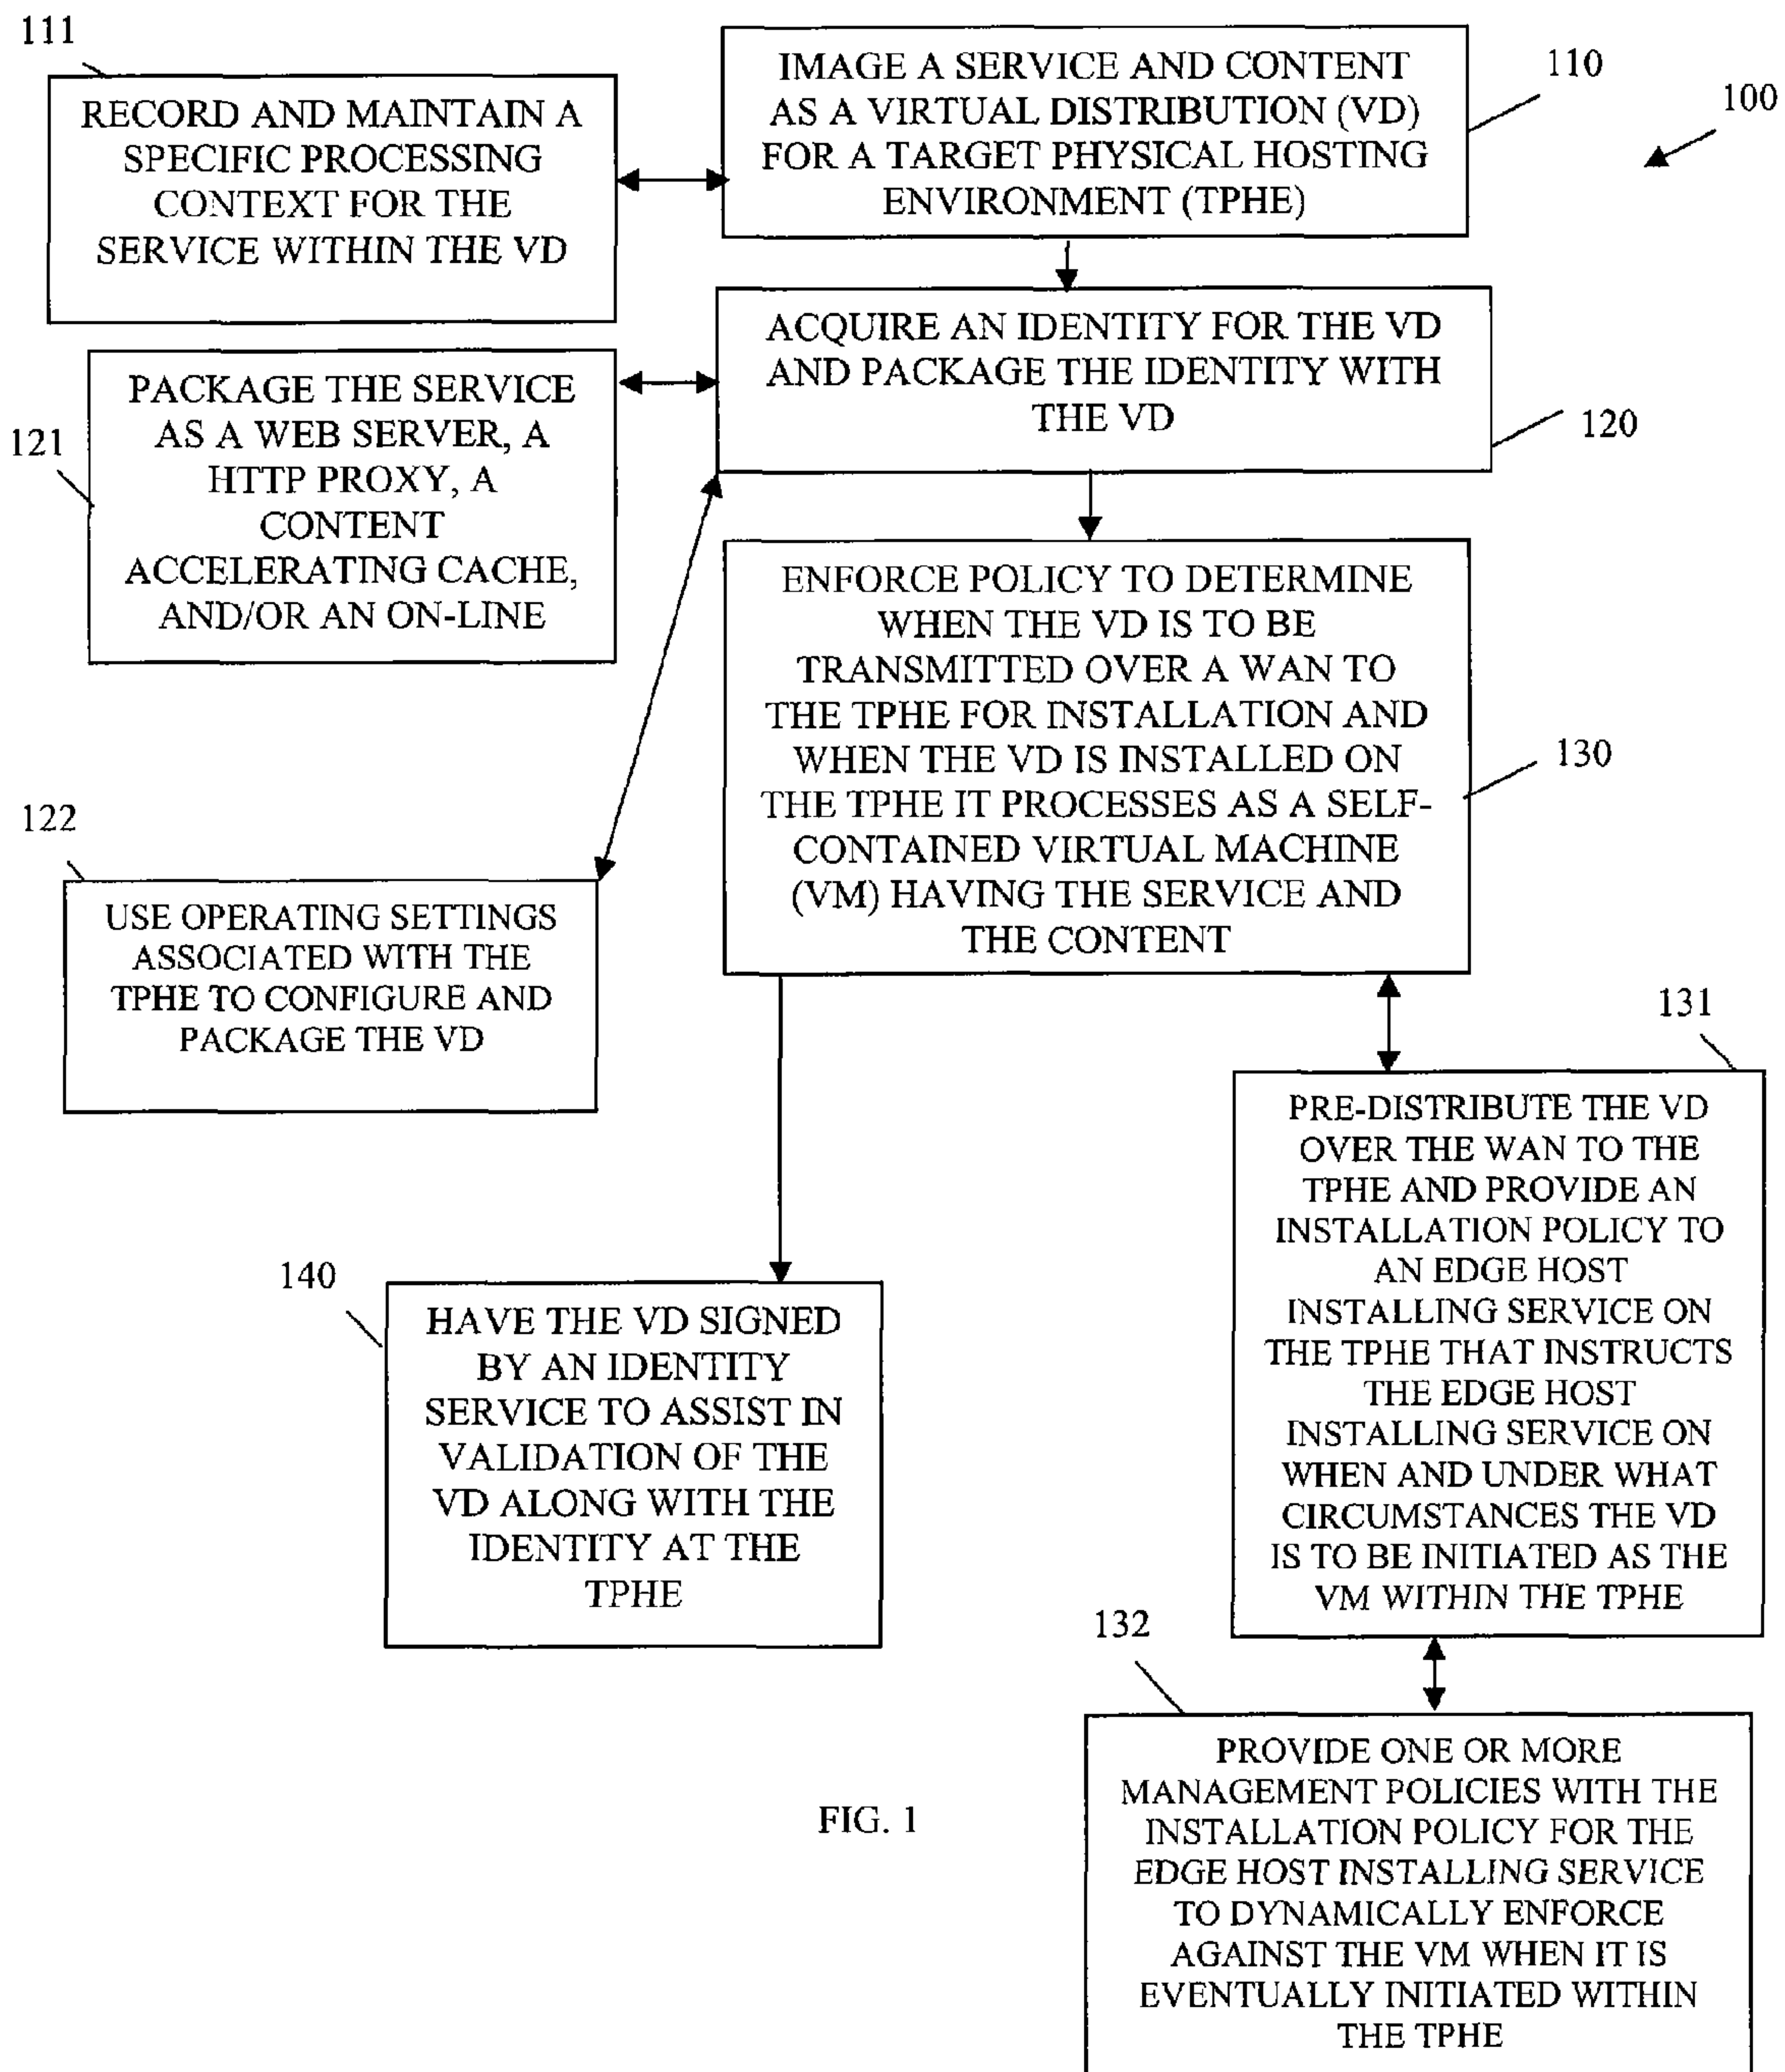 111
RECORD AND MAINTAIN A
SPECIFIC PROCESSING
CONTEXT FOR THE
SERVICE WITHIN THE VD
IMAGE A SERVICE AND CONTENT
AS A VIRTUAL DISTRIBUTION (VD)
FOR A TARGET PHYSICAL HOSTING
ENVIRONMENT (TPHE)
110
100
ACQUIRE AN IDENTITY FOR THE VD
AND PACKAGE THE IDENTITY WITH
THE VD
120
121
PACKAGE THE SERVICE
AS A WEB SERVER, A
HTTP PROXY, A
CONTENT
ACCELERATING CACHE,
AND/OR AN ON-LINE
ENFORCE POLICY TO DETERMINE
WHEN THE VD IS TO BE
TRANSMITTED OVER A WAN TO
THE TPHE FOR INSTALLATION AND
WHEN THE VD IS INSTALLED ON
THE TPHE IT PROCESSES AS A SELF-
CONTAINED VIRTUAL MACHINE
(VM) HAVING THE SERVICE AND
THE CONTENT
130
122
USE OPERATING SETTINGS
ASSOCIATED WITH THE
TPHE TO CONFIGURE AND
PACKAGE THE VD
131
PRE-DISTRIBUTE THE VD
OVER THE WAN TO THE
TPHE AND PROVIDE AN
INSTALLATION POLICY TO
AN EDGE HOST
INSTALLING SERVICE ON
THE TPHE THAT INSTRUCTS
THE EDGE HOST
INSTALLING SERVICE ON
WHEN AND UNDER WHAT
CIRCUMSTANCES THE VD
IS TO BE INITIATED AS THE
VM WITHIN THE TPHE
140
HAVE THE VD SIGNED
BY AN IDENTITY
SERVICE TO ASSIST IN
VALIDATION OF THE
VD ALONG WITH THE
IDENTITY AT THE
TPHE
132
PROVIDE ONE OR MORE
MANAGEMENT POLICIES WITH THE
INSTALLATION POLICY FOR THE
EDGE HOST INSTALLING SERVICE
TO DYNAMICALLY ENFORCE
AGAINST THE VM WHEN IT IS
EVENTUALLY INITIATED WITHIN
THE TPHE
FIG. 1